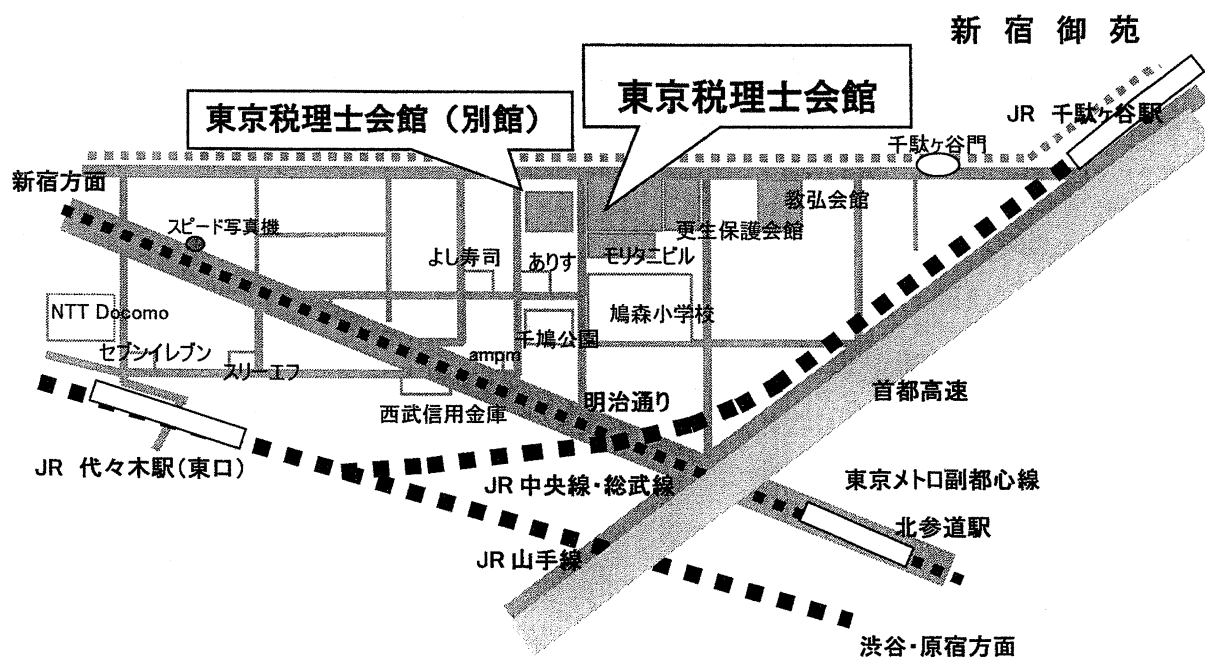 新宿御苑
東京税理士会館
東京税理士会館（別館）
JR 千駄ヶ谷駅
千駄ヶ谷門
新宿方面
教弘会館
スピード写真機
更生保護会館
よし寿司
ありす
モリタニビル
NTT Docomo
鳩森小学校
千鳩公園
セブンイレブン
ampm
スリーエフ
首都高速
明治通り
西武信用金庫
JR 代々木駅（東口）
JR 中央線・総武線
東京メトロ副都心線
北参道駅
JR 山手線
渋谷・原宿方面